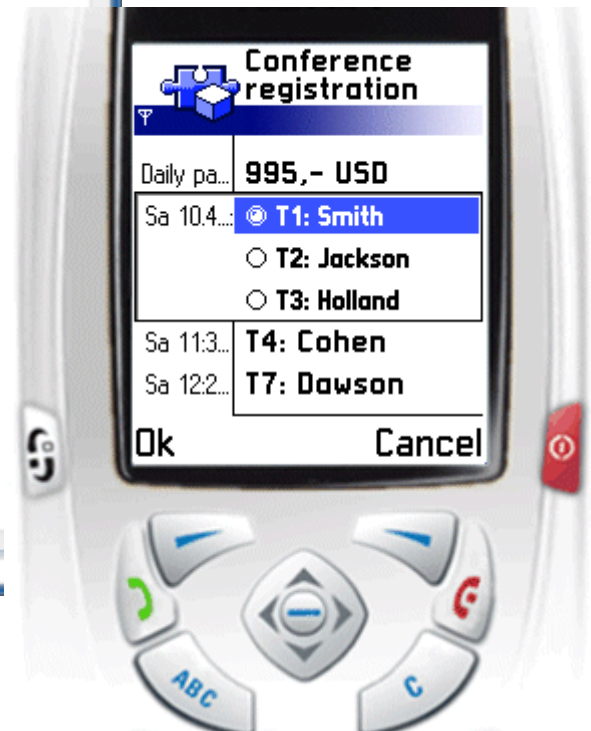 Conference
registration
Daily pa... 995,- USD
Sa 10.4...: T1: Smith
T2: Jackson
T3: Holland
Sa 11:3... T4: Cohen
Sa 12:2... T7: Dawson
Ok Cancel
ABC C